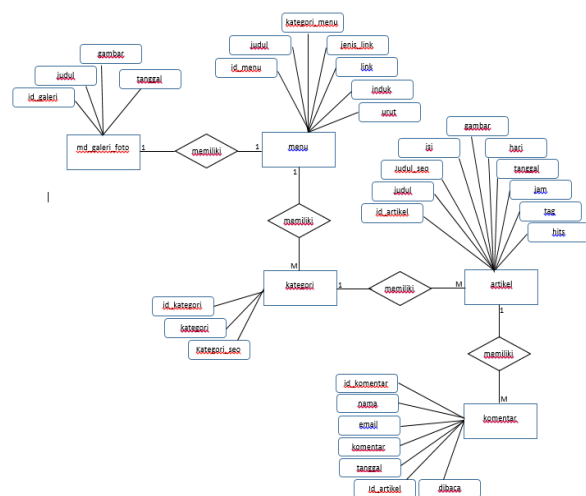 kategori_menu
judul
jenis_link
gambar
link
id_menu
judul
tanggal
induk
id_galeri
urut
gambar
md_galeri_foto
1
memiliki
1
menu
isi
hari
1
Judul_seo
tanggal
judul
jam
id_artikel
tag
memiliki
hits
M
kategori
1
memiliki
M
artikel
id_kategori
1
kategori
Kategori_seo
memiliki
id_komentar
nama
M
email
komentar
komentar
tanggal
Id_artikel
dibaca